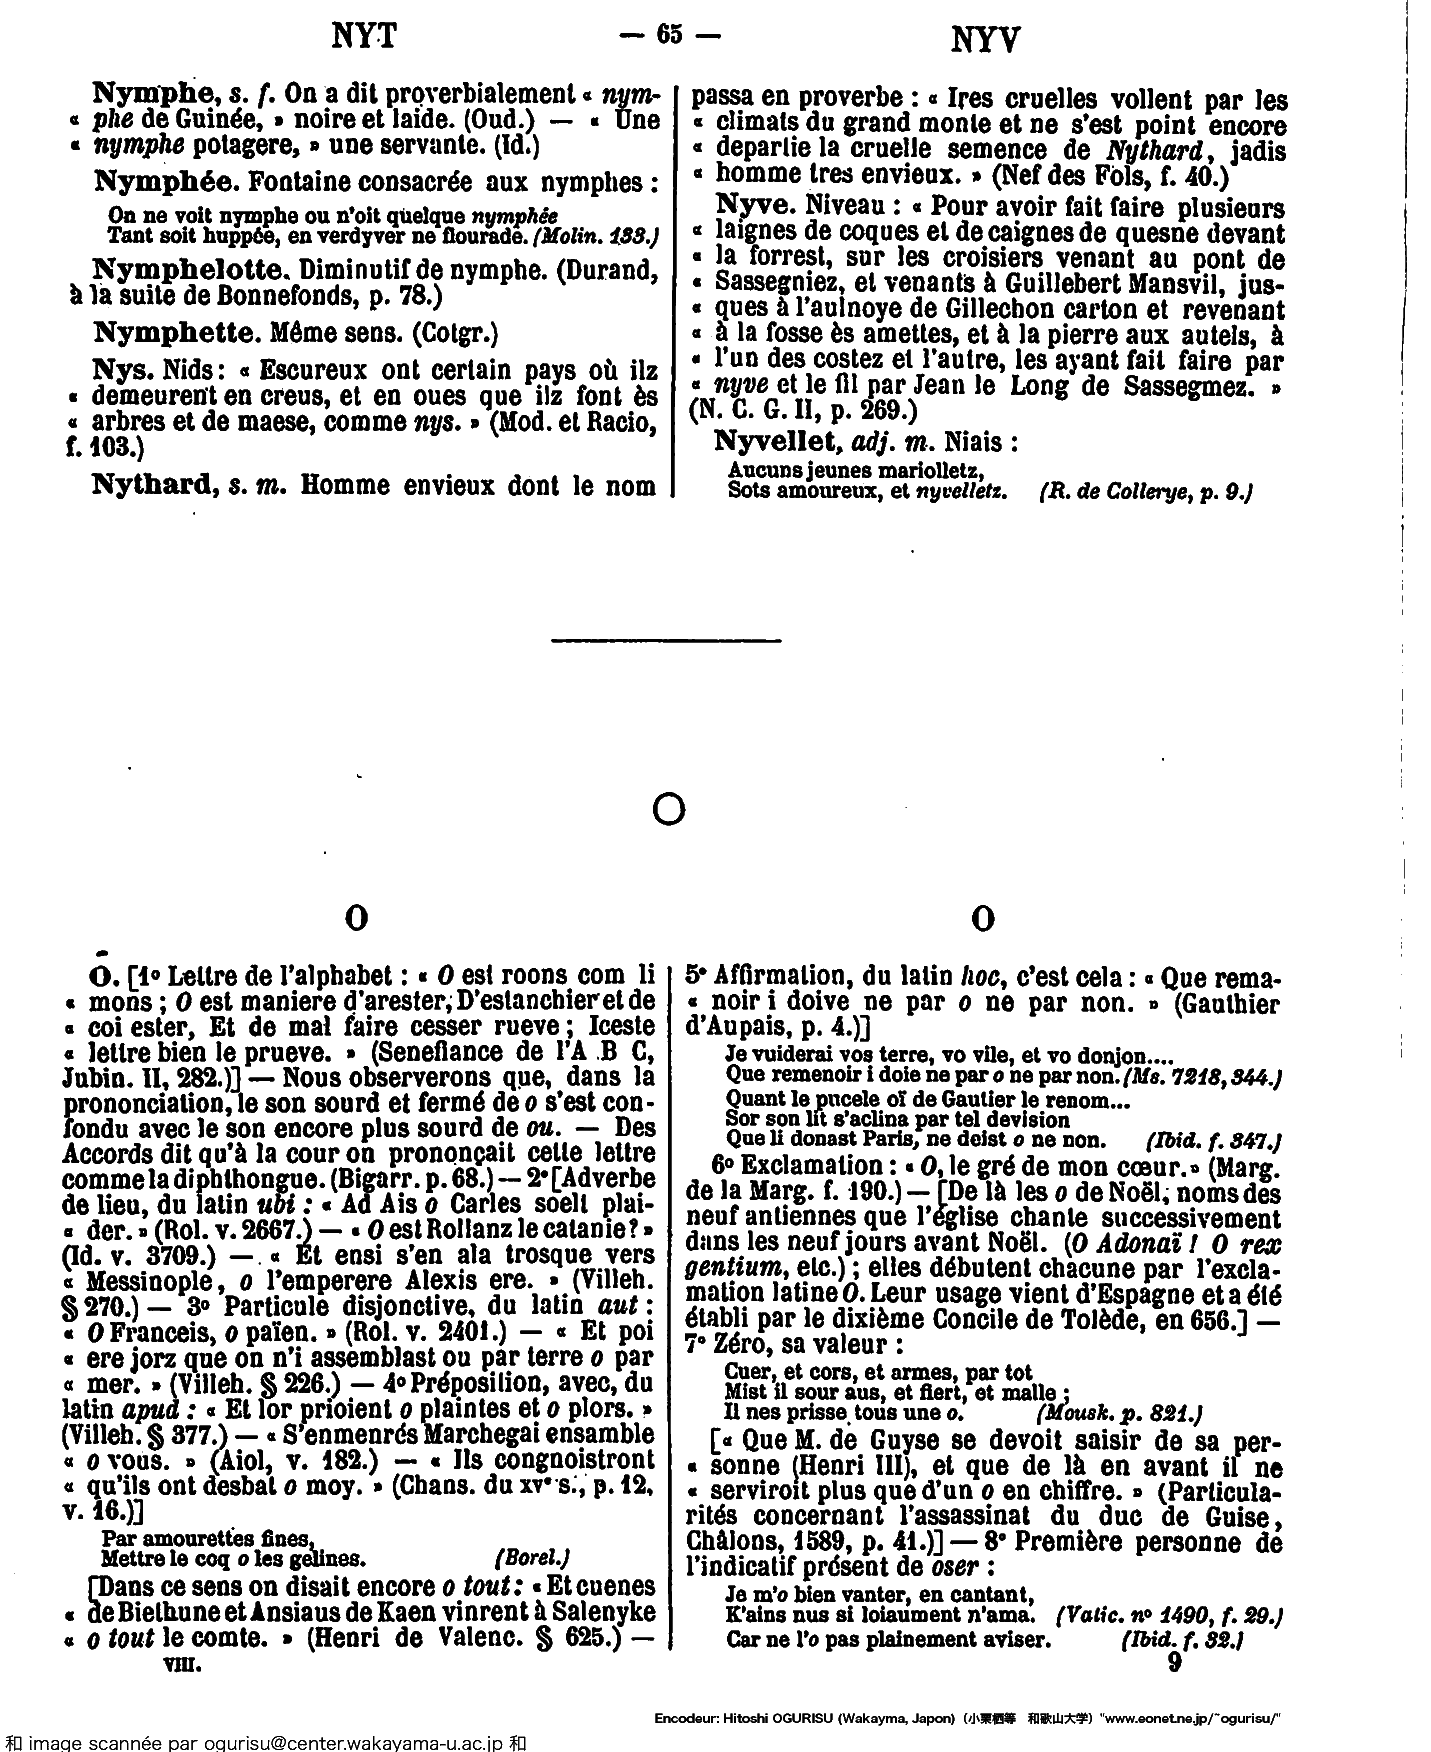 NYT
— 65 —
NYV
Nymphe, s. f. On a dit proverbialement « nym-
« phe de Guinée, » noire et laide. (Oud.) — « Une
« nymphe potagere, » une servante. (Id.)
Nymphée. Fontaine consacrée aux nymphes :
On ne voit nymphe ou n'oit quelque nymphée
Tant soit huppée, en verdyver ne flourade. (Molin. 133.)
Nymphelotte. Diminutif de nymphe. (Durand,
à la suite de Bonnefonds, p. 78.)
Nymphette. Même sens. (Cotgr.)
Nys. Nids : « Escureux ont certain pays où ilz
« demeurent en creus, et en oues que ilz font ès
« arbres et de maese, comme nys. » (Mod. et Racio,
f. 103.)
Nythard, s. m. Homme envieux dont le nom
passa en proverbe : « Ires cruelles vollent par les
« climats du grand monte et ne s'est point encore
« departie la cruelle semence de Nythard, jadis
« homme tres envieux. » (Nef des Fols, f. 40.)
Nyve. Niveau : « Pour avoir fait faire plusieurs
« laignes de coques et de caignes de quesne devant
« la forrest, sur les croisiers venant au pont de
« Sassegniez, et venants à Guillebert Mansvil, jus-
« ques à l'aulnoye de Gillechon carton et revenant
« à la fosse ès amettes, et à la pierre aux autels, à
« l'un des costez et l'autre, les ayant fait faire par
« nyve et le fil par Jean le Long de Sassegmez. »
(N. C. G. II, p. 269.)
Nyvellet, adj. m. Niais :
Aucuns jeunes mariolletz,
Sots amoureux, et nyvelletz. (R. de Collerye, p. 9.)
O
O
O. [1º Lettre de l'alphabet : « O est roons com li
« mons ; O est maniere d'arester, D'estanchier et de
« coi ester, Et de mal faire cesser rueve ; Iceste
« lettre bien le prueve. » (Senefiance de l'A B C,
Jubin. II, 282.)] — Nous observerons que, dans la
prononciation, le son sourd et fermé de o s'est con-
fondu avec le son encore plus sourd de ou. — Des
Accords dit qu'à la cour on prononçait cette lettre
comme la diphthongue. (Bigarr. p. 68.) — 2º [Adverbe
de lieu, du latin ubi : « Ad Ais o Carles soelt plai-
« der. » (Rol. v. 2667.) — « O est Rollanz le catanie? »
(Id. v. 3709.) — « Et ensi s'en ala trosque vers
« Messinople, o l'emperere Alexis ere. » (Villeh.
§ 270.) — 3º Particule disjonctive, du latin aut :
« O Franceis, o païen. » (Rol. v. 2401.) — « Et poi
« ere jorz que on n'i assemblast ou par terre o par
« mer. » (Villeh. § 226.) — 4º Préposition, avec, du
latin apud : « Et lor prioient o plaintes et o plors. »
(Villeh. § 377.) — « S'enmenrés Marchegai ensamble
« o vous. » (Aiol, v. 182.) — « Ils congnoistront
« qu'ils ont desbat o moy. » (Chans. du xvᵉ s., p. 12,
v. 16.)]
Par amourettes fines,
Mettre le coq o les gelines. (Borel.)
[Dans ce sens on disait encore o tout : « Et cuenes
« de Biethune et Ansiaus de Kaen vinrent à Salenyke
« o tout le comte. » (Henri de Valenc. § 625.) —
VIII.
O
5º Affirmation, du latin hoc, c'est cela : « Que rema-
« noir i doive ne par o ne par non. » (Gauthier
d'Aupais, p. 4.)]
Je vuiderai vos terre, vo vile, et vo donjon....
Que remenoir i doie ne par o ne par non. (Ms. 7218, 344.)
Quant le pucele oï de Gautier le renom...
Sor son lit s'aclina par tel devision
Que li donast Paris, ne deist o ne non. (Ibid. f. 347.)
6º Exclamation : « O, le gré de mon cœur. » (Marg.
de la Marg. f. 190.) — [De là les o de Noël, noms des
neuf antiennes que l'église chante successivement
dans les neuf jours avant Noël. (O Adonaï ! O rex
gentium, etc.) ; elles débutent chacune par l'excla-
mation latine O. Leur usage vient d'Espagne et a été
établi par le dixième Concile de Tolède, en 656.] —
7º Zéro, sa valeur :
Cuer, et cors, et armes, par tot
Mist il sour aus, et fiert, et malle ;
Il nes prisse tous une o. (Mousk. p. 821.)
[« Que M. de Guyse se devoit saisir de sa per-
« sonne (Henri III), et que de là en avant il ne
« serviroit plus que d'un o en chiffre. » (Particula-
rités concernant l'assassinat du duc de Guise,
Châlons, 1589, p. 41.)] — 8º Première personne de
l'indicatif présent de oser :
Je m'o bien vanter, en cantant,
K'ains nus si loiaument n'ama. (Vatic. nº 1490, f. 29.)
Car ne l'o pas plainement aviser. (Ibid. f. 32.)
9
Encodeur: Hitoshi OGURISU (Wakayma, Japon) (小栗栖等 和歌山大学) "www.eonet.ne.jp/~ogurisu/"
和 image scannée par ogurisu@center.wakayama-u.ac.jp 和